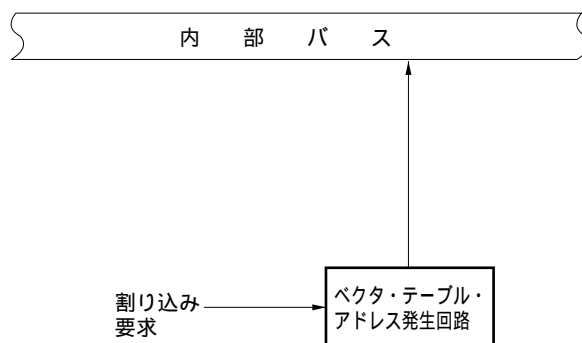 内部バス
割り込み
要求
ベクタ・テーブル・
アドレス発生回路